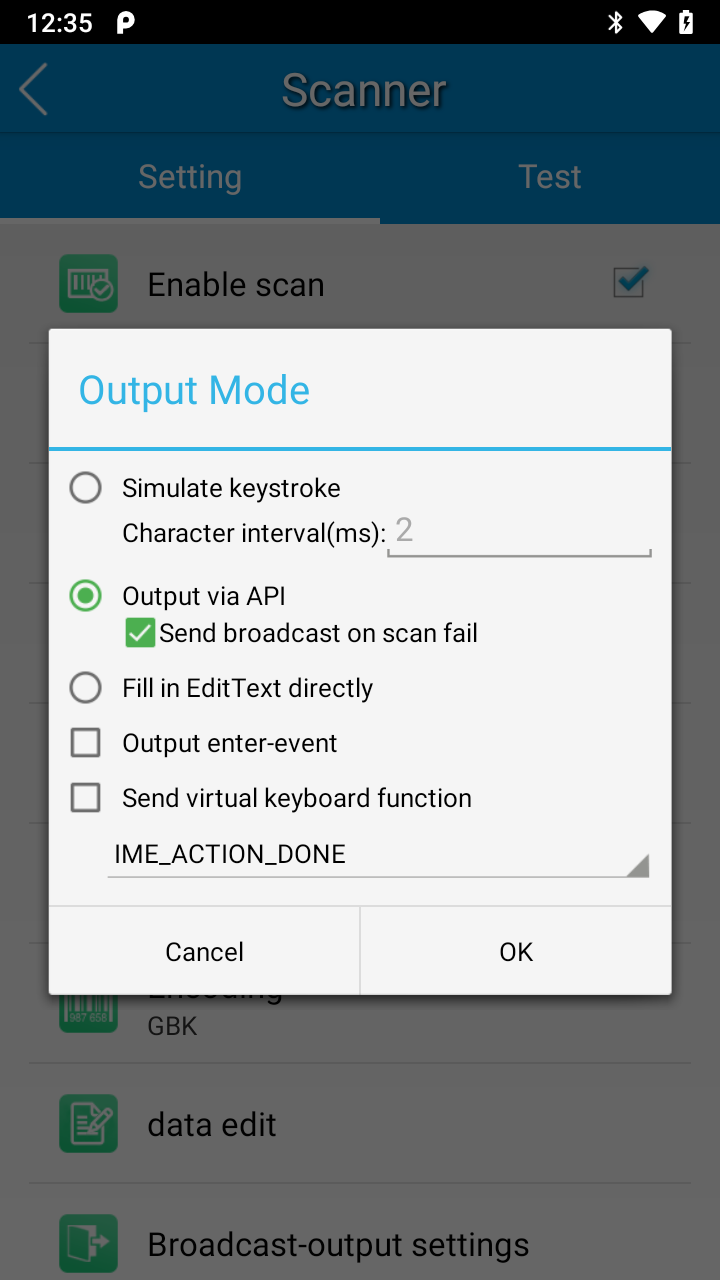 12:35
Scanner
Setting
Test
Enable scan
Output Mode
Simulate keystroke
Character interval(ms): 2
Output via API
Send broadcast on scan fail
Fill in EditText directly
Output enter-event
Send virtual keyboard function
IME_ACTION_DONE
Cancel
OK
Encoding
987 658
GBK
data edit
Broadcast-output settings